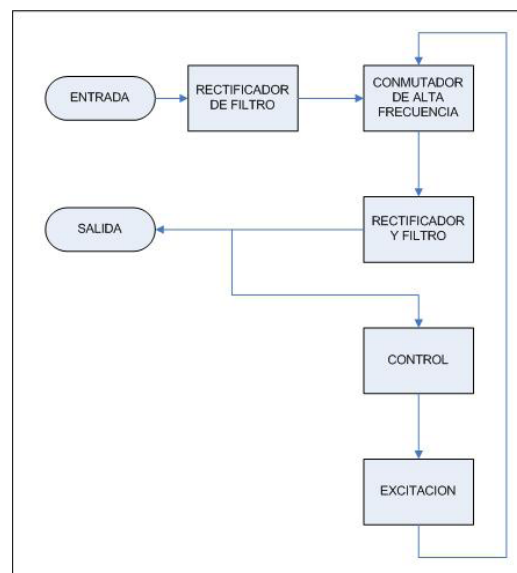 ENTRADA
RECTIFICADOR
DE FILTRO
CONMUTADOR
DE ALTA
FRECUENCIA
SALIDA
RECTIFICADOR
Y FILTRO
CONTROL
EXCITACION